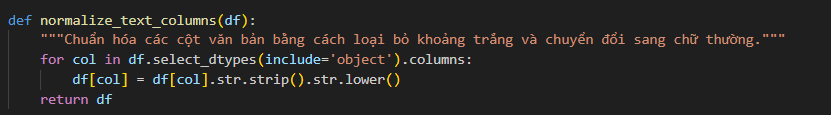 def normalize_text_columns(df):
    """Chuẩn hóa các cột văn bản bằng cách loại bỏ khoảng trắng và chuyển đổi sang chữ thường."""
    for col in df.select_dtypes(include='object').columns:
        df[col] = df[col].str.strip().str.lower()
    return df